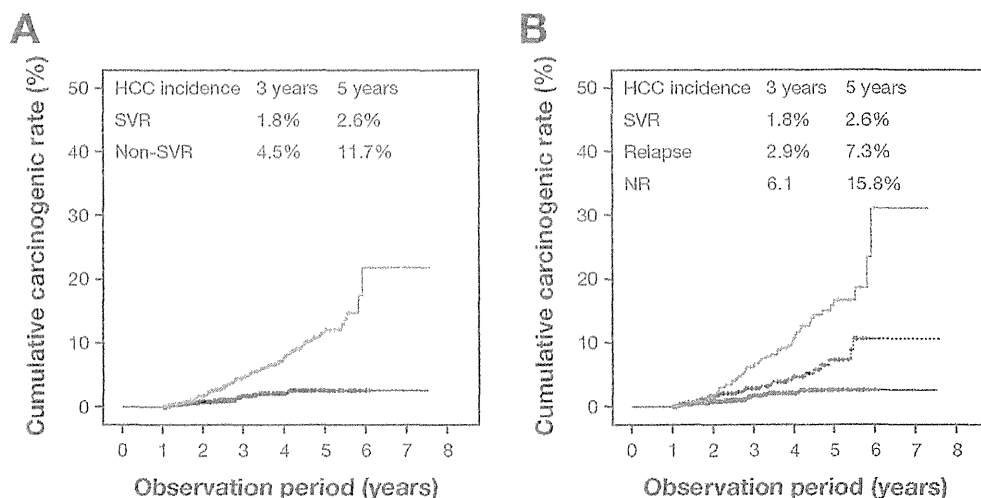 A
Cumulative carcinogenic rate (%)
50
40
30
20
10
0
HCC incidence 3 years 5 years
SVR 1.8% 2.6%
Non-SVR 4.5% 11.7%
0 1 2 3 4 5 6 7 8
Observation period (years)
B
Cumulative carcinogenic rate (%)
50
40
30
20
10
0
HCC incidence 3 years 5 years
SVR 1.8% 2.6%
Relapse 2.9% 7.3%
NR 6.1 15.8%
0 1 2 3 4 5 6 7 8
Observation period (years)